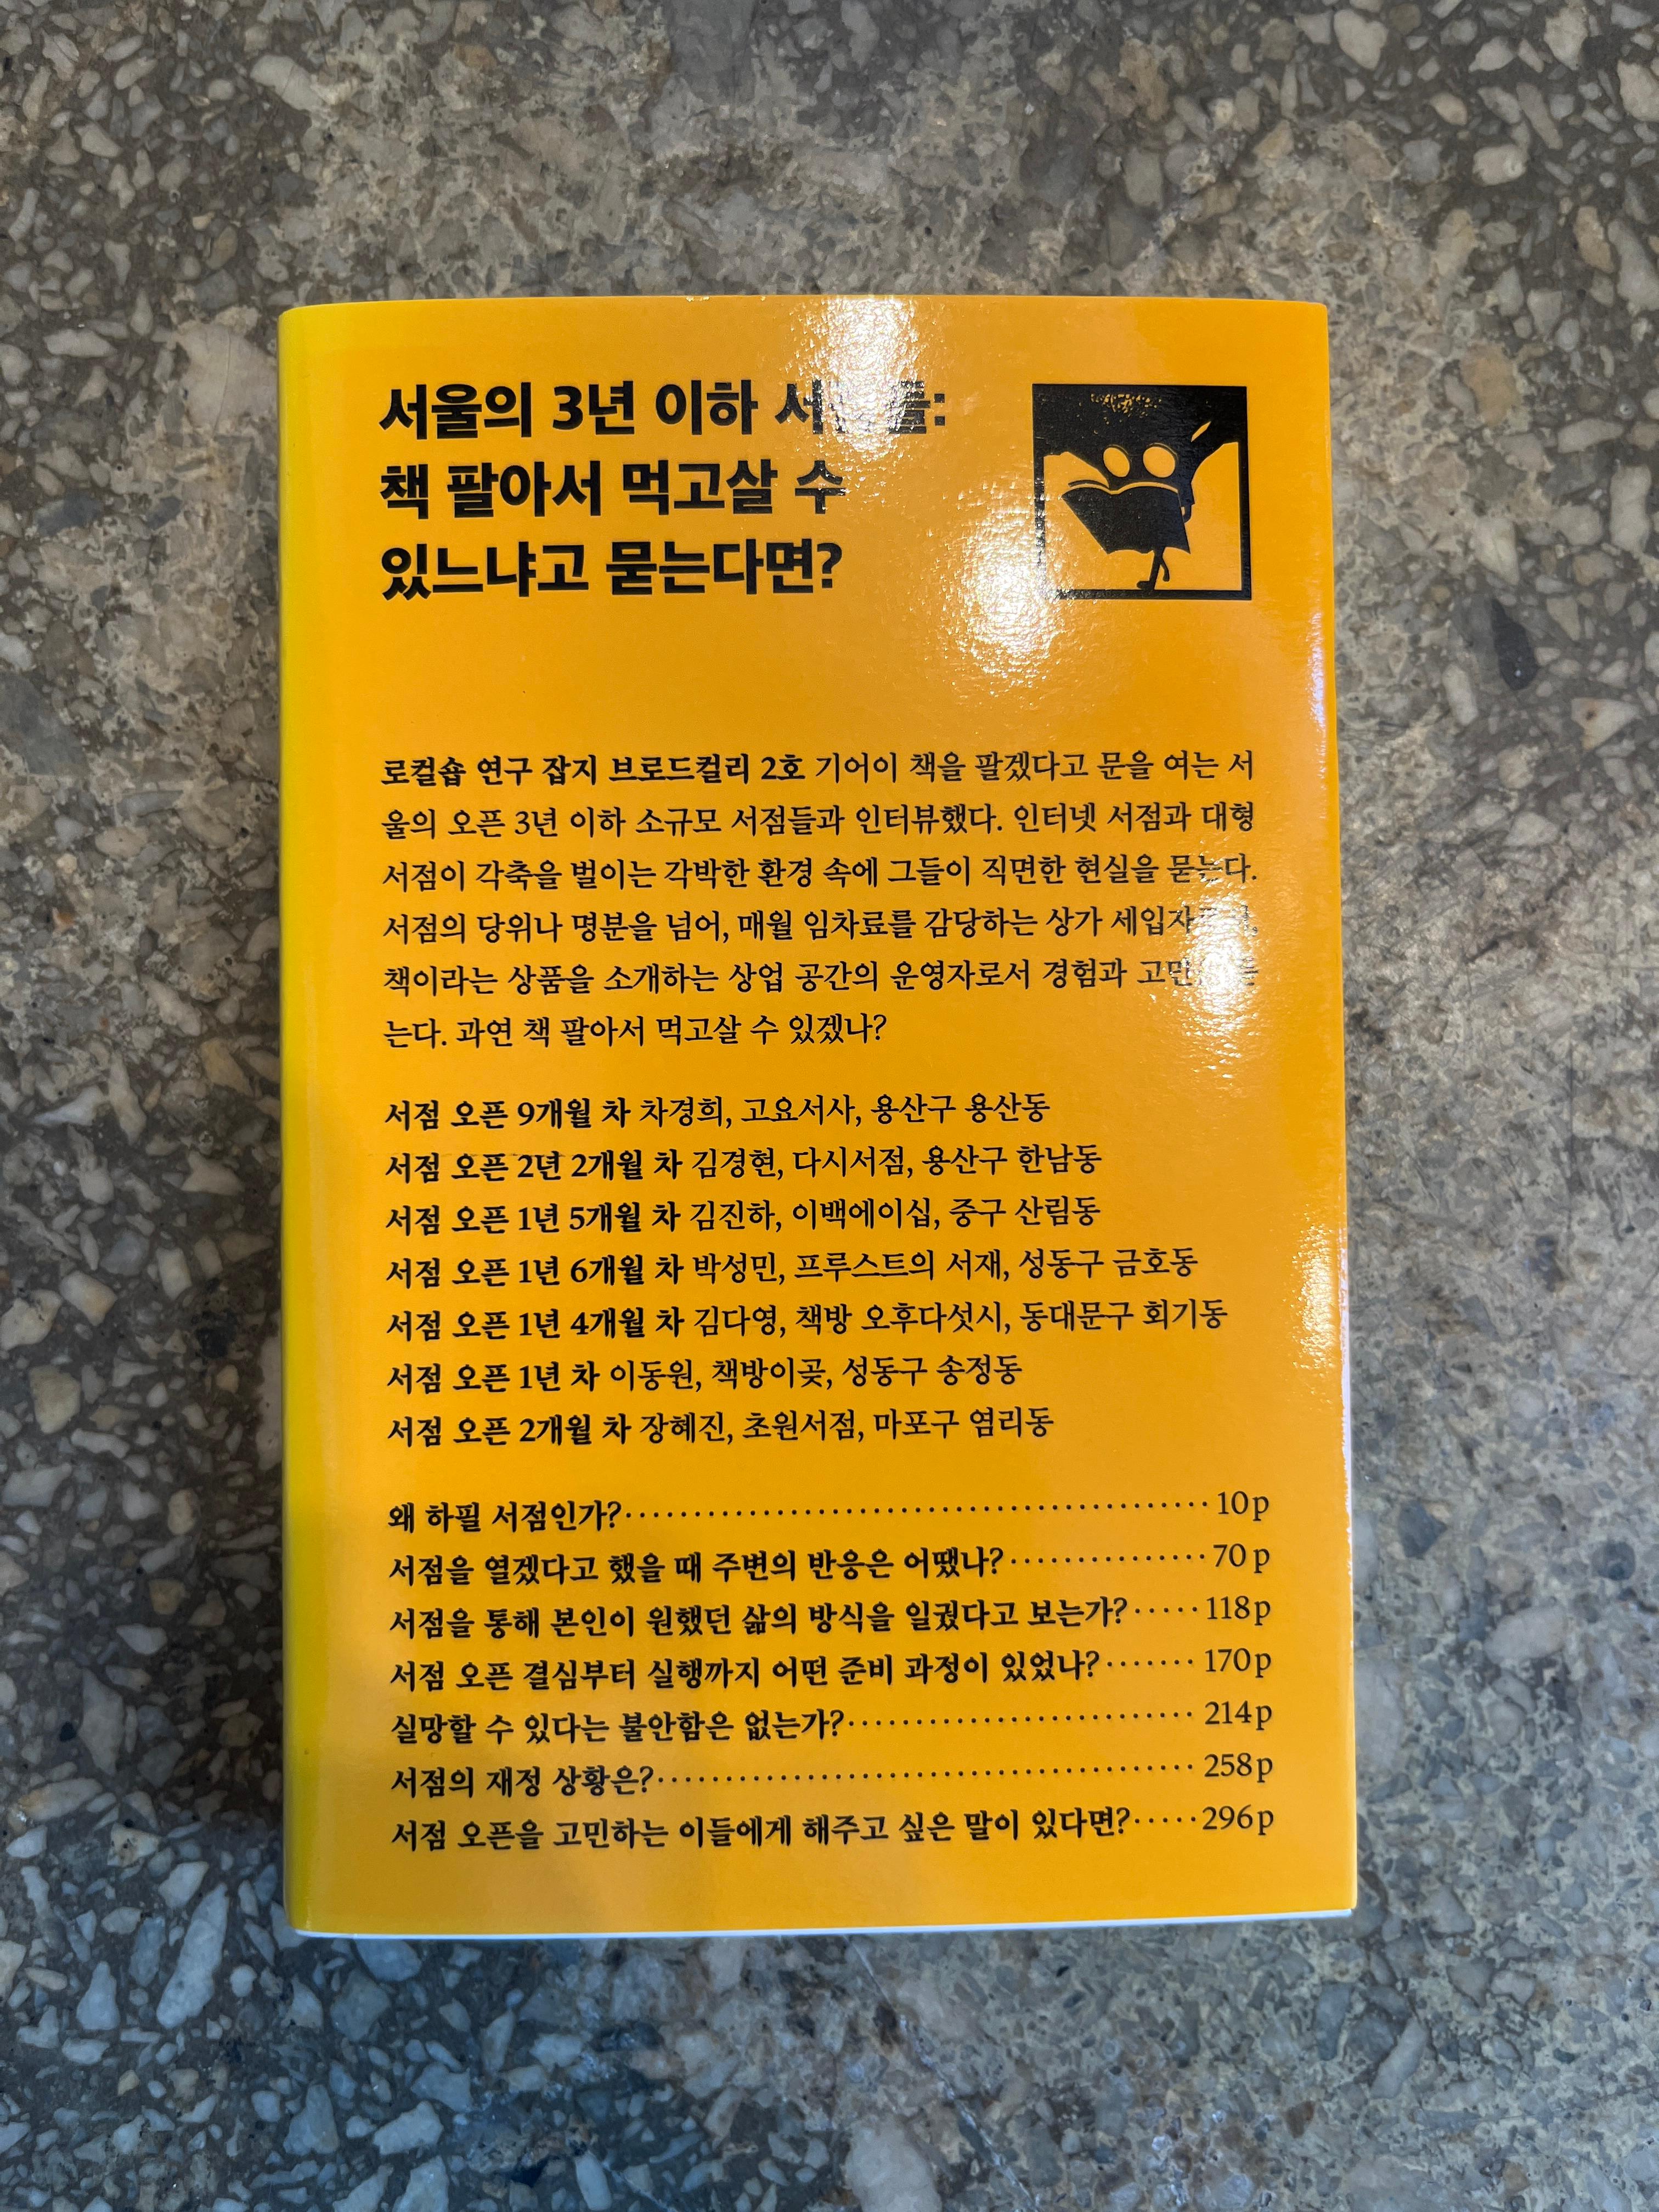 서울의 3년 이하 서점들:
책 팔아서 먹고살 수
있느냐고 묻는다면?
로컬숍 연구 잡지 브로드컬리 2호 기어이 책을 팔겠다고 문을 여는 서
울의 오픈 3년 이하 소규모 서점들과 인터뷰했다. 인터넷 서점과 대형
서점이 각축을 벌이는 각박한 환경 속에 그들이 직면한 현실을 묻는다.
서점의 당위나 명분을 넘어, 매월 임차료를 감당하는 상가
책이라는 상품을 소개하는 상업 공간의 운영자로서 경험과
는다. 과연 책 팔아서 먹고살 수 있겠나?
서점 오픈 9개월 차 차경희, 고요서사, 용산구 용산동
서점 오픈 2년 2개월 차 김경현, 다시서점, 용산구 한남동
서점 오픈 1년 5개월 차 김진하, 이백에이십, 중구 산림동
서점 오픈 1년 6개월 차 박성민, 프루스트의 서재, 성동구 금호동
서점 오픈 1년 4개월 차 김다영, 책방 오후다섯시, 동대문구 회기동
서점 오픈 1년 차 이동원, 책방이곶, 성동구 송정동
서점 오픈 2개월 차 장혜진, 초원서점, 마포구 염리동
왜 하필 서점인가? 10p
서점을 열겠다고 했을 때 주변의 반응은 어땠나? 70p
서점을 통해 본인이 원했던 삶의 방식을 일궜다고 보는가? 118p
서점 오픈 결심부터 실행까지 어떤 준비 과정이 있었나? 170p
실망할 수 있다는 불안함은 없는가? 214p
서점의 재정 상황은? 258p
서점 오픈을 고민하는 이들에게 해주고 싶은 말이 있다면? 296p